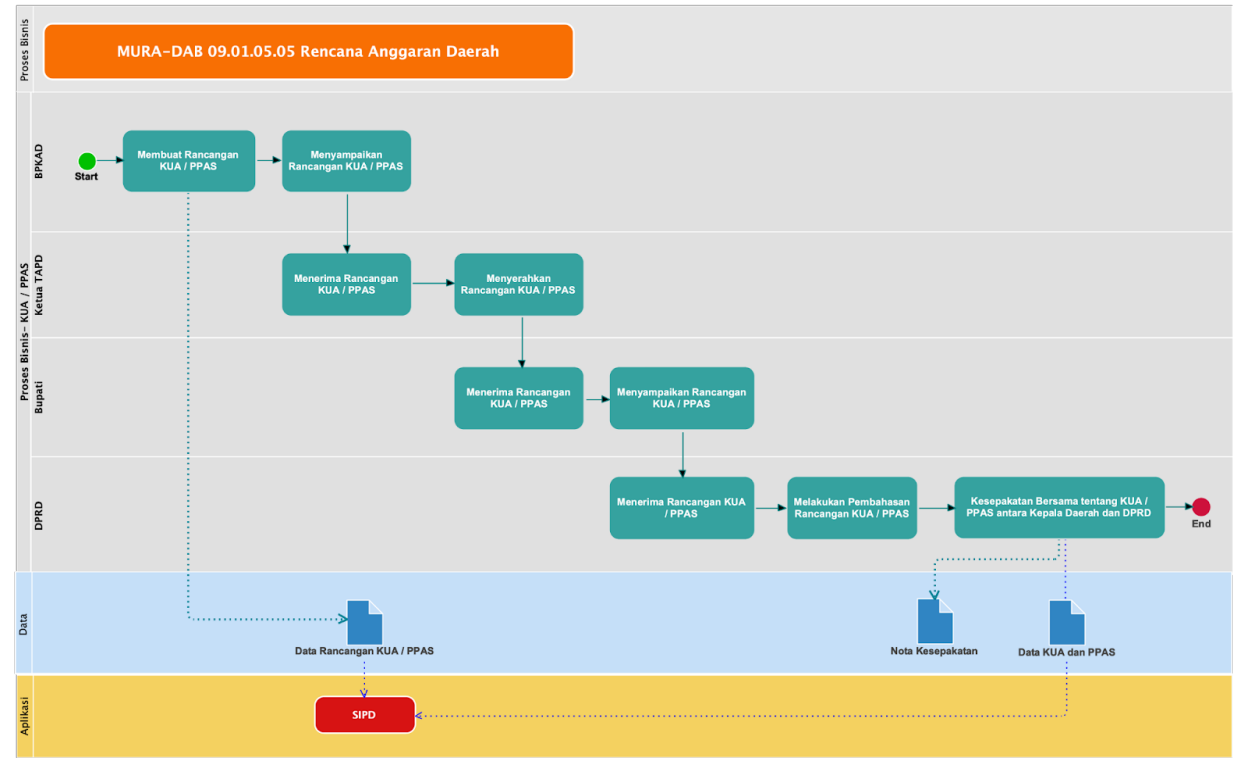 Proses Bisnis
MURA-DAB 09.01.05.05 Rencana Anggaran Daerah
Proses Bisnis- KUA / PPAS
BPKAD
Start
Membuat Rancangan
KUA / PPAS
Menyampaikan
Rancangan KUA / PPAS
Ketua TAPD
Menerima Rancangan
KUA / PPAS
Menyerahkan
Rancangan KUA / PPAS
Bupati
Menerima Rancangan
KUA / PPAS
Menyampaikan Rancangan
KUA / PPAS
DPRD
Menerima Rancangan KUA
/ PPAS
Melakukan Pembahasan
Rancangan KUA / PPAS
Kesepakatan Bersama tentang KUA /
PPAS antara Kepala Daerah dan DPRD
End
Data
Data Rancangan KUA / PPAS
Nota Kesepakatan
Data KUA dan PPAS
Aplikasi
SIPD